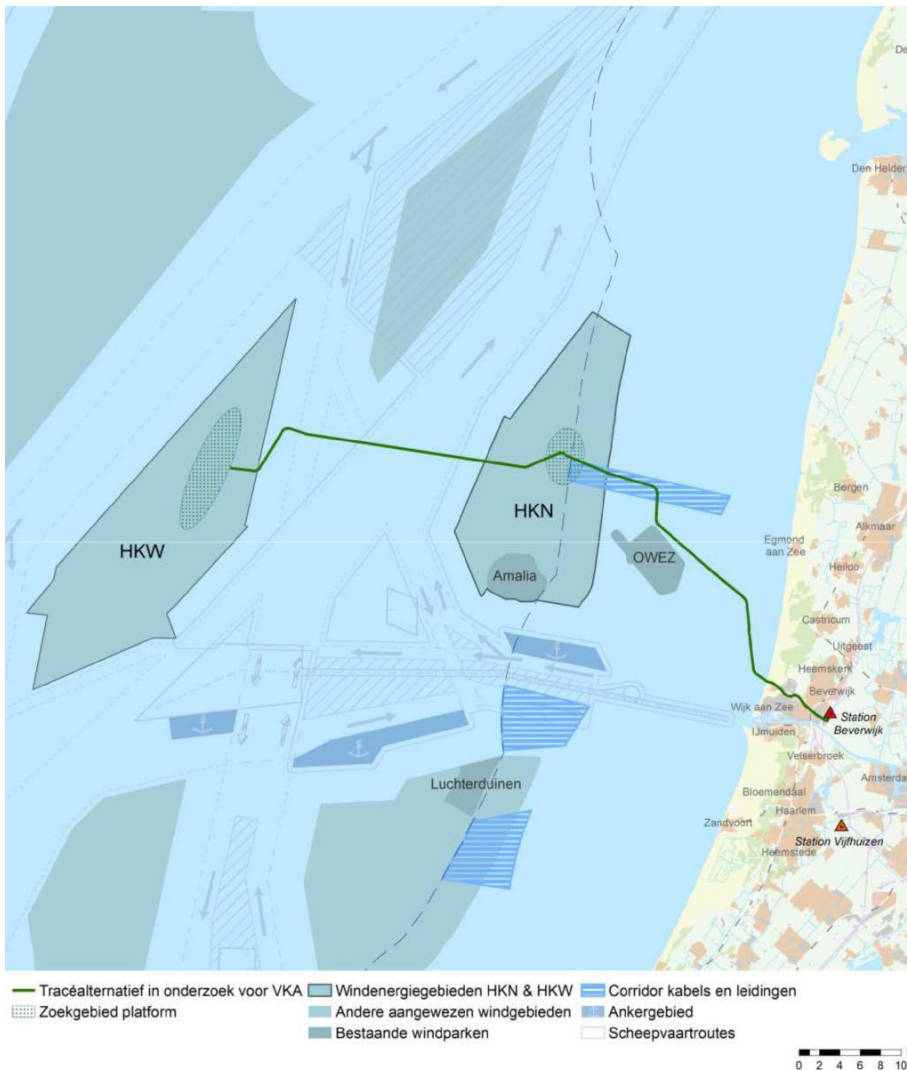 De
Den Helder
Bergen
HKN
Alkmaar
Egmond
aan Zee
HKW
OWEZ
Heiloo
Amalia
Castricum
Uitgeest
Heemskerk
Beverwijk
Wijk aan Zee
Station
Beverwijk
IJmuiden
Velserbroek
Luchterduinen
Amsterda
Bloemendaal
Haarlem
Zandvoort
Station Vijfhuizen
Heemstede
Tracéalternatief in onderzoek voor VKA
Windenergiegebieden HKN & HKW
Corridor kabels en leidingen
Zoekgebied platform
Andere aangewezen windgebieden
Ankergebied
Bestaande windparken
Scheepvaartroutes
0 2 4 6 8 10